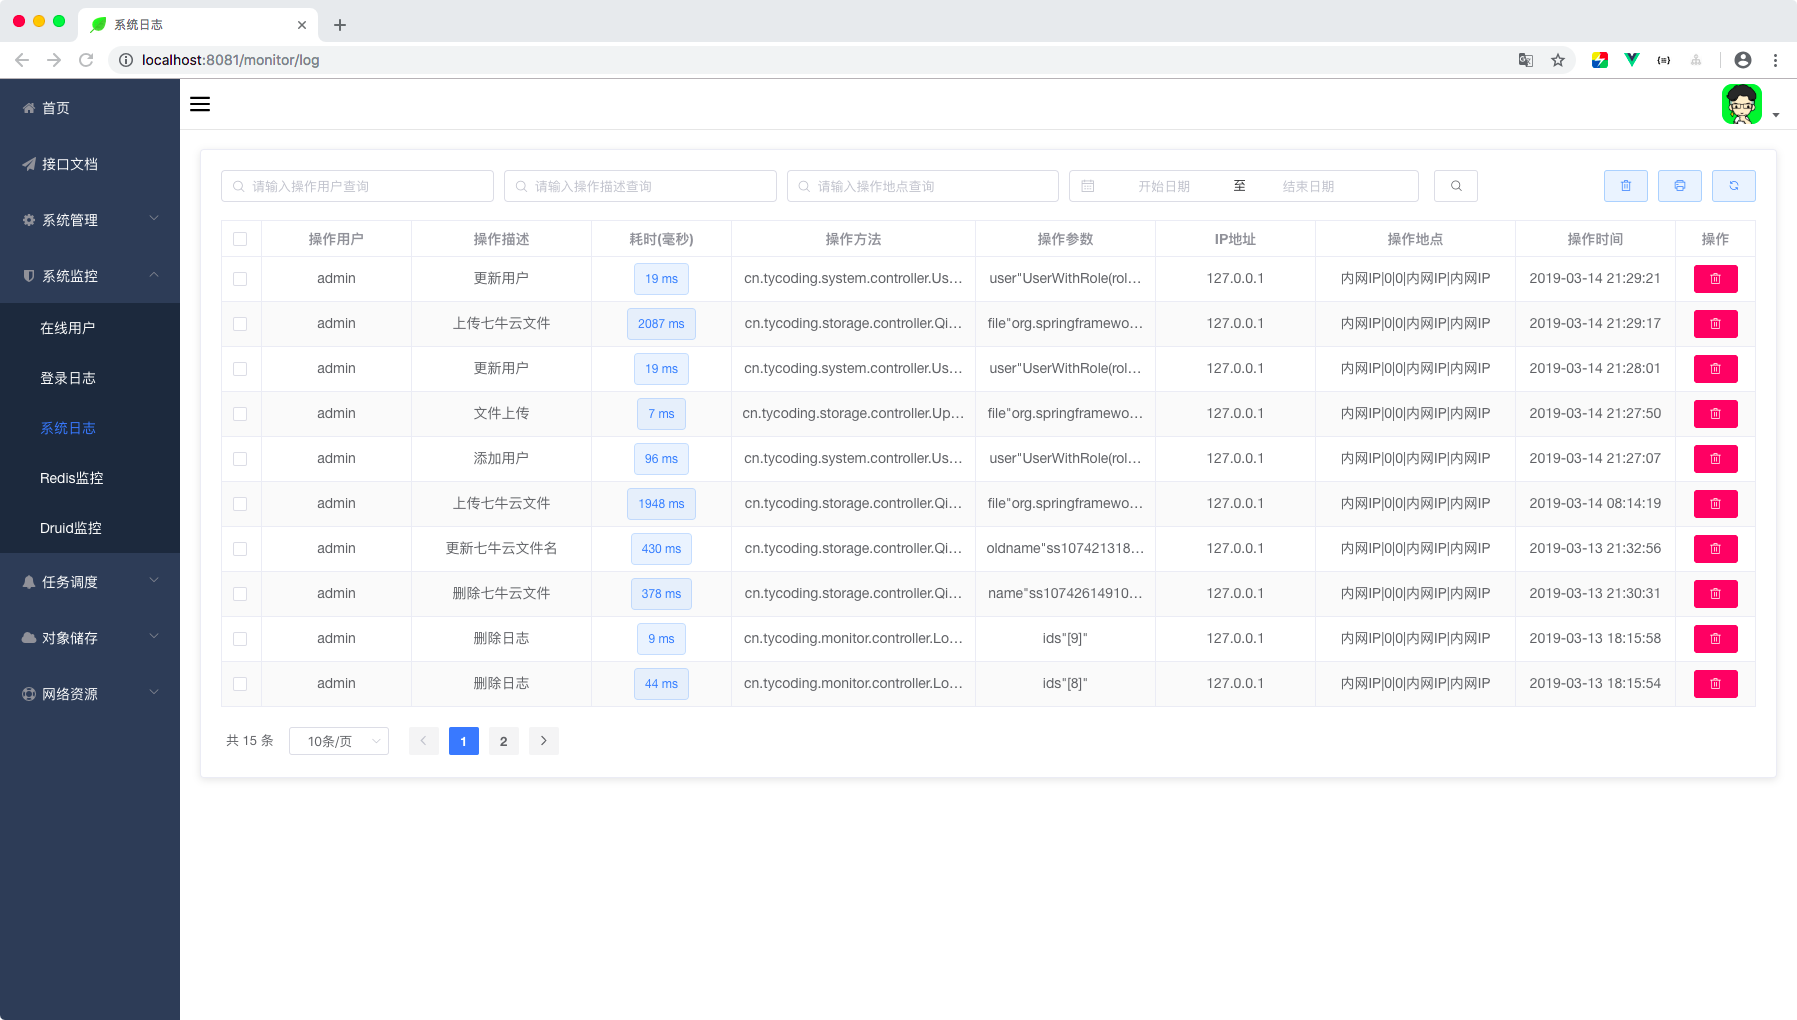 系统日志
localhost:8081/monitor/log
首页
接口文档
系统管理
系统监控
在线用户
登录日志
系统日志
Redis监控
Druid监控
任务调度
对象储存
网络资源
请输入操作用户查询 请输入操作描述查询 请输入操作地点查询 开始日期 至 结束日期
操作用户 操作描述 耗时(毫秒) 操作方法 操作参数 IP地址 操作地点 操作时间 操作
admin 更新用户 19 ms cn.tycoding.system.controller.Us... user"UserWithRole(rol... 127.0.0.1 内网IP|0|0|内网IP|内网IP 2019-03-14 21:29:21
admin 上传七牛云文件 2087 ms cn.tycoding.storage.controller.Qi... file"org.springframewo... 127.0.0.1 内网IP|0|0|内网IP|内网IP 2019-03-14 21:29:17
admin 更新用户 19 ms cn.tycoding.system.controller.Us... user"UserWithRole(rol... 127.0.0.1 内网IP|0|0|内网IP|内网IP 2019-03-14 21:28:01
admin 文件上传 7 ms cn.tycoding.storage.controller.Up... file"org.springframewo... 127.0.0.1 内网IP|0|0|内网IP|内网IP 2019-03-14 21:27:50
admin 添加用户 96 ms cn.tycoding.system.controller.Us... user"UserWithRole(rol... 127.0.0.1 内网IP|0|0|内网IP|内网IP 2019-03-14 21:27:07
admin 上传七牛云文件 1948 ms cn.tycoding.storage.controller.Qi... file"org.springframewo... 127.0.0.1 内网IP|0|0|内网IP|内网IP 2019-03-14 08:14:19
admin 更新七牛云文件名 430 ms cn.tycoding.storage.controller.Qi... oldname"ss107421318... 127.0.0.1 内网IP|0|0|内网IP|内网IP 2019-03-13 21:32:56
admin 删除七牛云文件 378 ms cn.tycoding.storage.controller.Qi... name"ss10742614910... 127.0.0.1 内网IP|0|0|内网IP|内网IP 2019-03-13 21:30:31
admin 删除日志 9 ms cn.tycoding.monitor.controller.Lo... ids"[9]" 127.0.0.1 内网IP|0|0|内网IP|内网IP 2019-03-13 18:15:58
admin 删除日志 44 ms cn.tycoding.monitor.controller.Lo... ids"[8]" 127.0.0.1 内网IP|0|0|内网IP|内网IP 2019-03-13 18:15:54
共 15 条 10条/页 1 2